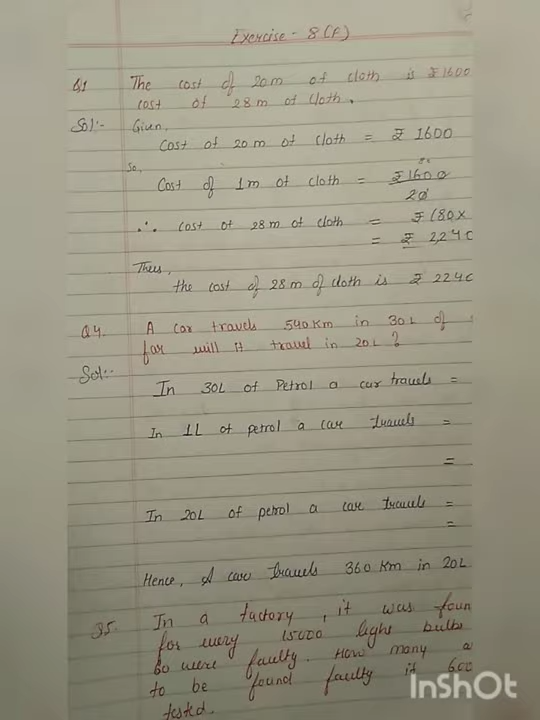 Exercise - 8 (F)
Q1 The cost of 20m of cloth is ₹1600
cost of 28 m of cloth.
Sol:- Given,
Cost of 20 m of cloth = ₹ 1600
So,
Cost of 1m of cloth = ₹ 1600
20
∴ cost of 28 m of cloth = ₹ (80×
= ₹ 2,240
Thus,
the cost of 28 m of cloth is ₹ 2240
Q4. A car travels 540 Km in 30 L of
far will it travel in 20L ?
Sol:-
In 30L of Petrol a car travels =
In 1L of petrol a car travels =
=
In 20L of petrol a car travels =
=
Hence, A car travels 360 Km in 20L
In a factory, it was foun
for every 15000 light bulbs
were faulty. How many
to be found faulty if 600
tested.
InShOt